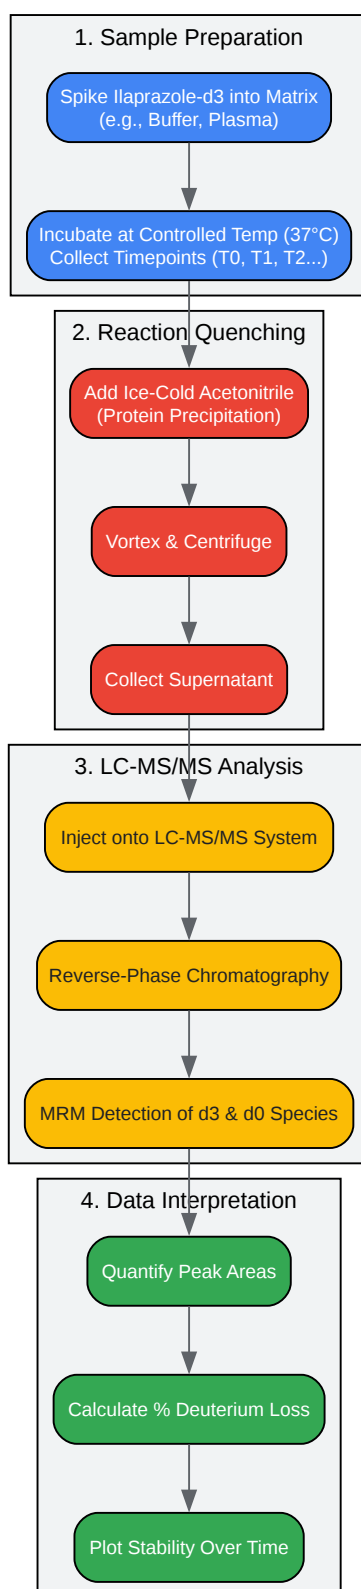 1. Sample Preparation
Spike Ilaprazole-d3 into Matrix
(e.g., Buffer, Plasma)
Incubate at Controlled Temp (37°C)
Collect Timepoints (T0, T1, T2...)
2. Reaction Quenching
Add Ice-Cold Acetonitrile
(Protein Precipitation)
Vortex & Centrifuge
Collect Supernatant
3. LC-MS/MS Analysis
Inject onto LC-MS/MS System
Reverse-Phase Chromatography
MRM Detection of d3 & d0 Species
4. Data Interpretation
Quantify Peak Areas
Calculate % Deuterium Loss
Plot Stability Over Time